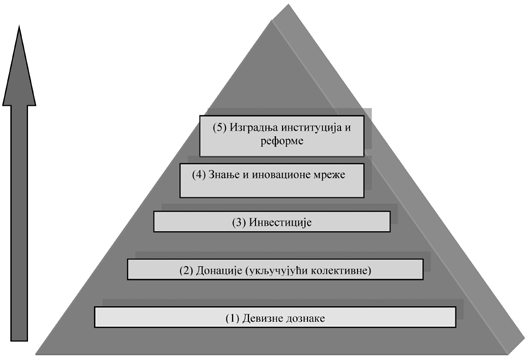 (5) Изградња институција и
реформе
(4) Знање и иновационе мреже
(3) Инвестиције
(2) Донације (укључујући колективне)
(1) Девизне дознаке